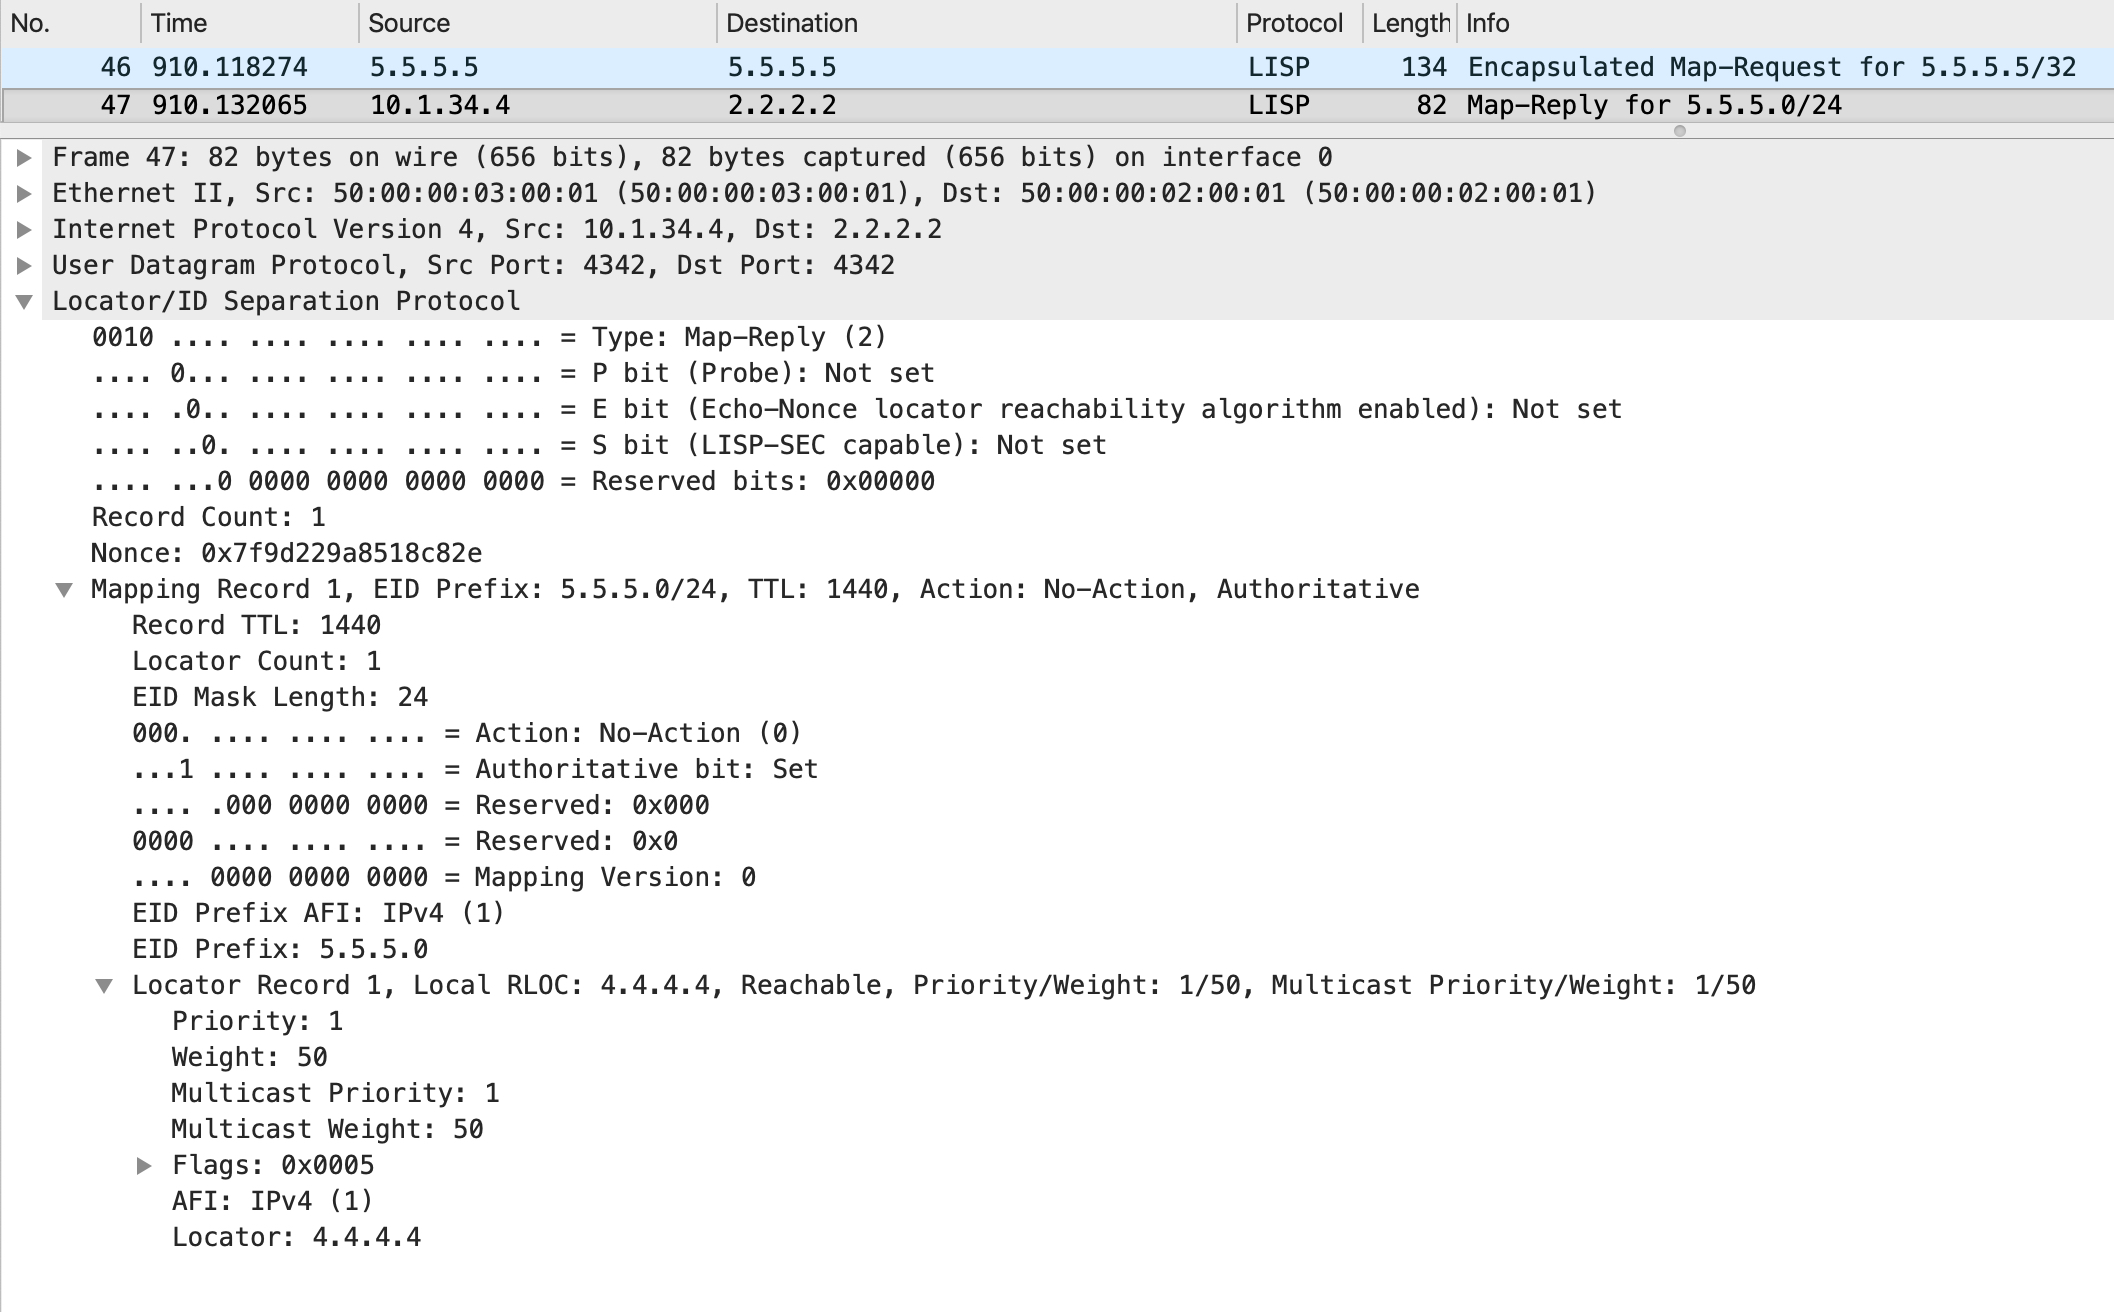 No. Time Source Destination Protocol Length Info
46 910.118274 5.5.5.5 5.5.5.5 LISP 134 Encapsulated Map-Request for 5.5.5.5/32
47 910.132065 10.1.34.4 2.2.2.2 LISP 82 Map-Reply for 5.5.5.0/24
Frame 47: 82 bytes on wire (656 bits), 82 bytes captured (656 bits) on interface 0
Ethernet II, Src: 50:00:00:03:00:01 (50:00:00:03:00:01), Dst: 50:00:00:02:00:01 (50:00:00:02:00:01)
Internet Protocol Version 4, Src: 10.1.34.4, Dst: 2.2.2.2
User Datagram Protocol, Src Port: 4342, Dst Port: 4342
Locator/ID Separation Protocol
0010 .... .... .... .... .... = Type: Map-Reply (2)
.... 0... .... .... .... .... = P bit (Probe): Not set
.... .0.. .... .... .... .... = E bit (Echo-Nonce locator reachability algorithm enabled): Not set
.... ..0. .... .... .... .... = S bit (LISP-SEC capable): Not set
.... ...0 0000 0000 0000 0000 = Reserved bits: 0x00000
Record Count: 1
Nonce: 0x7f9d229a8518c82e
Mapping Record 1, EID Prefix: 5.5.5.0/24, TTL: 1440, Action: No-Action, Authoritative
Record TTL: 1440
Locator Count: 1
EID Mask Length: 24
000. .... .... .... = Action: No-Action (0)
...1 .... .... .... = Authoritative bit: Set
.... .000 0000 0000 = Reserved: 0x000
0000 .... .... .... = Reserved: 0x0
.... 0000 0000 0000 = Mapping Version: 0
EID Prefix AFI: IPv4 (1)
EID Prefix: 5.5.5.0
Locator Record 1, Local RLOC: 4.4.4.4, Reachable, Priority/Weight: 1/50, Multicast Priority/Weight: 1/50
Priority: 1
Weight: 50
Multicast Priority: 1
Multicast Weight: 50
Flags: 0x0005
AFI: IPv4 (1)
Locator: 4.4.4.4